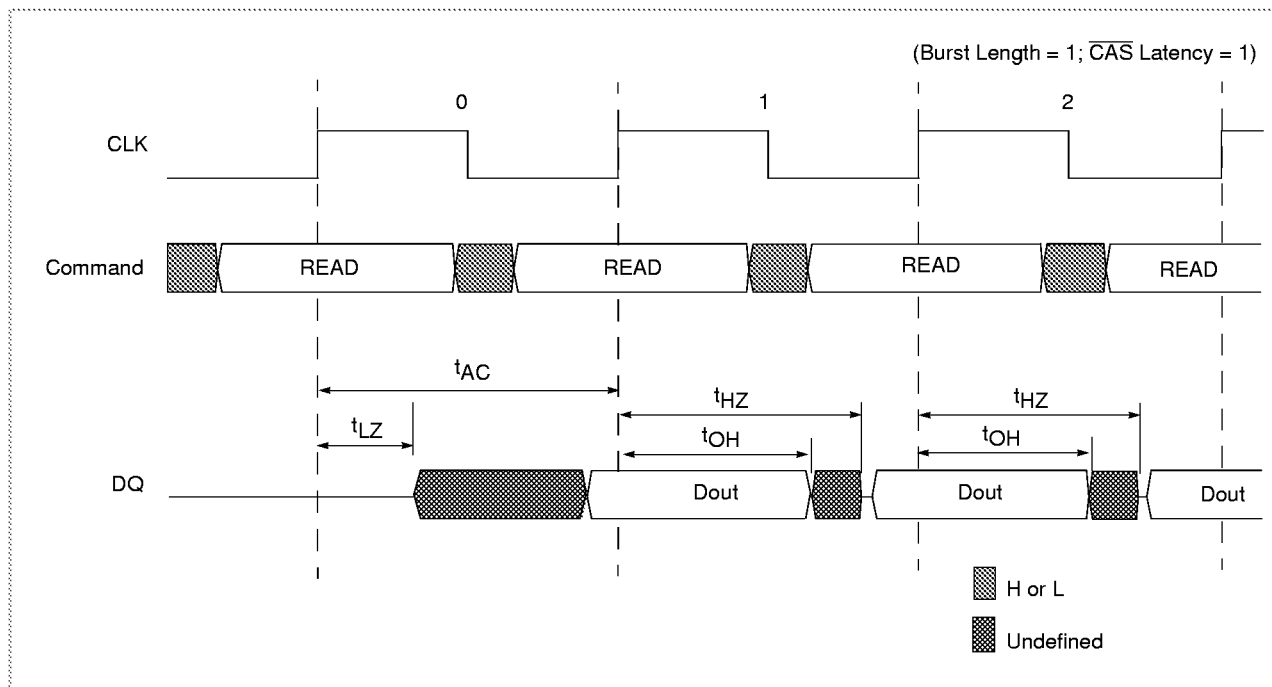 (Burst Length = 1; CAS Latency = 1)
0 1 2
CLK
Command READ READ READ READ
tAC
tHZ tHZ
tLZ tOH tOH
DQ Dout Dout Dout
H or L
Undefined